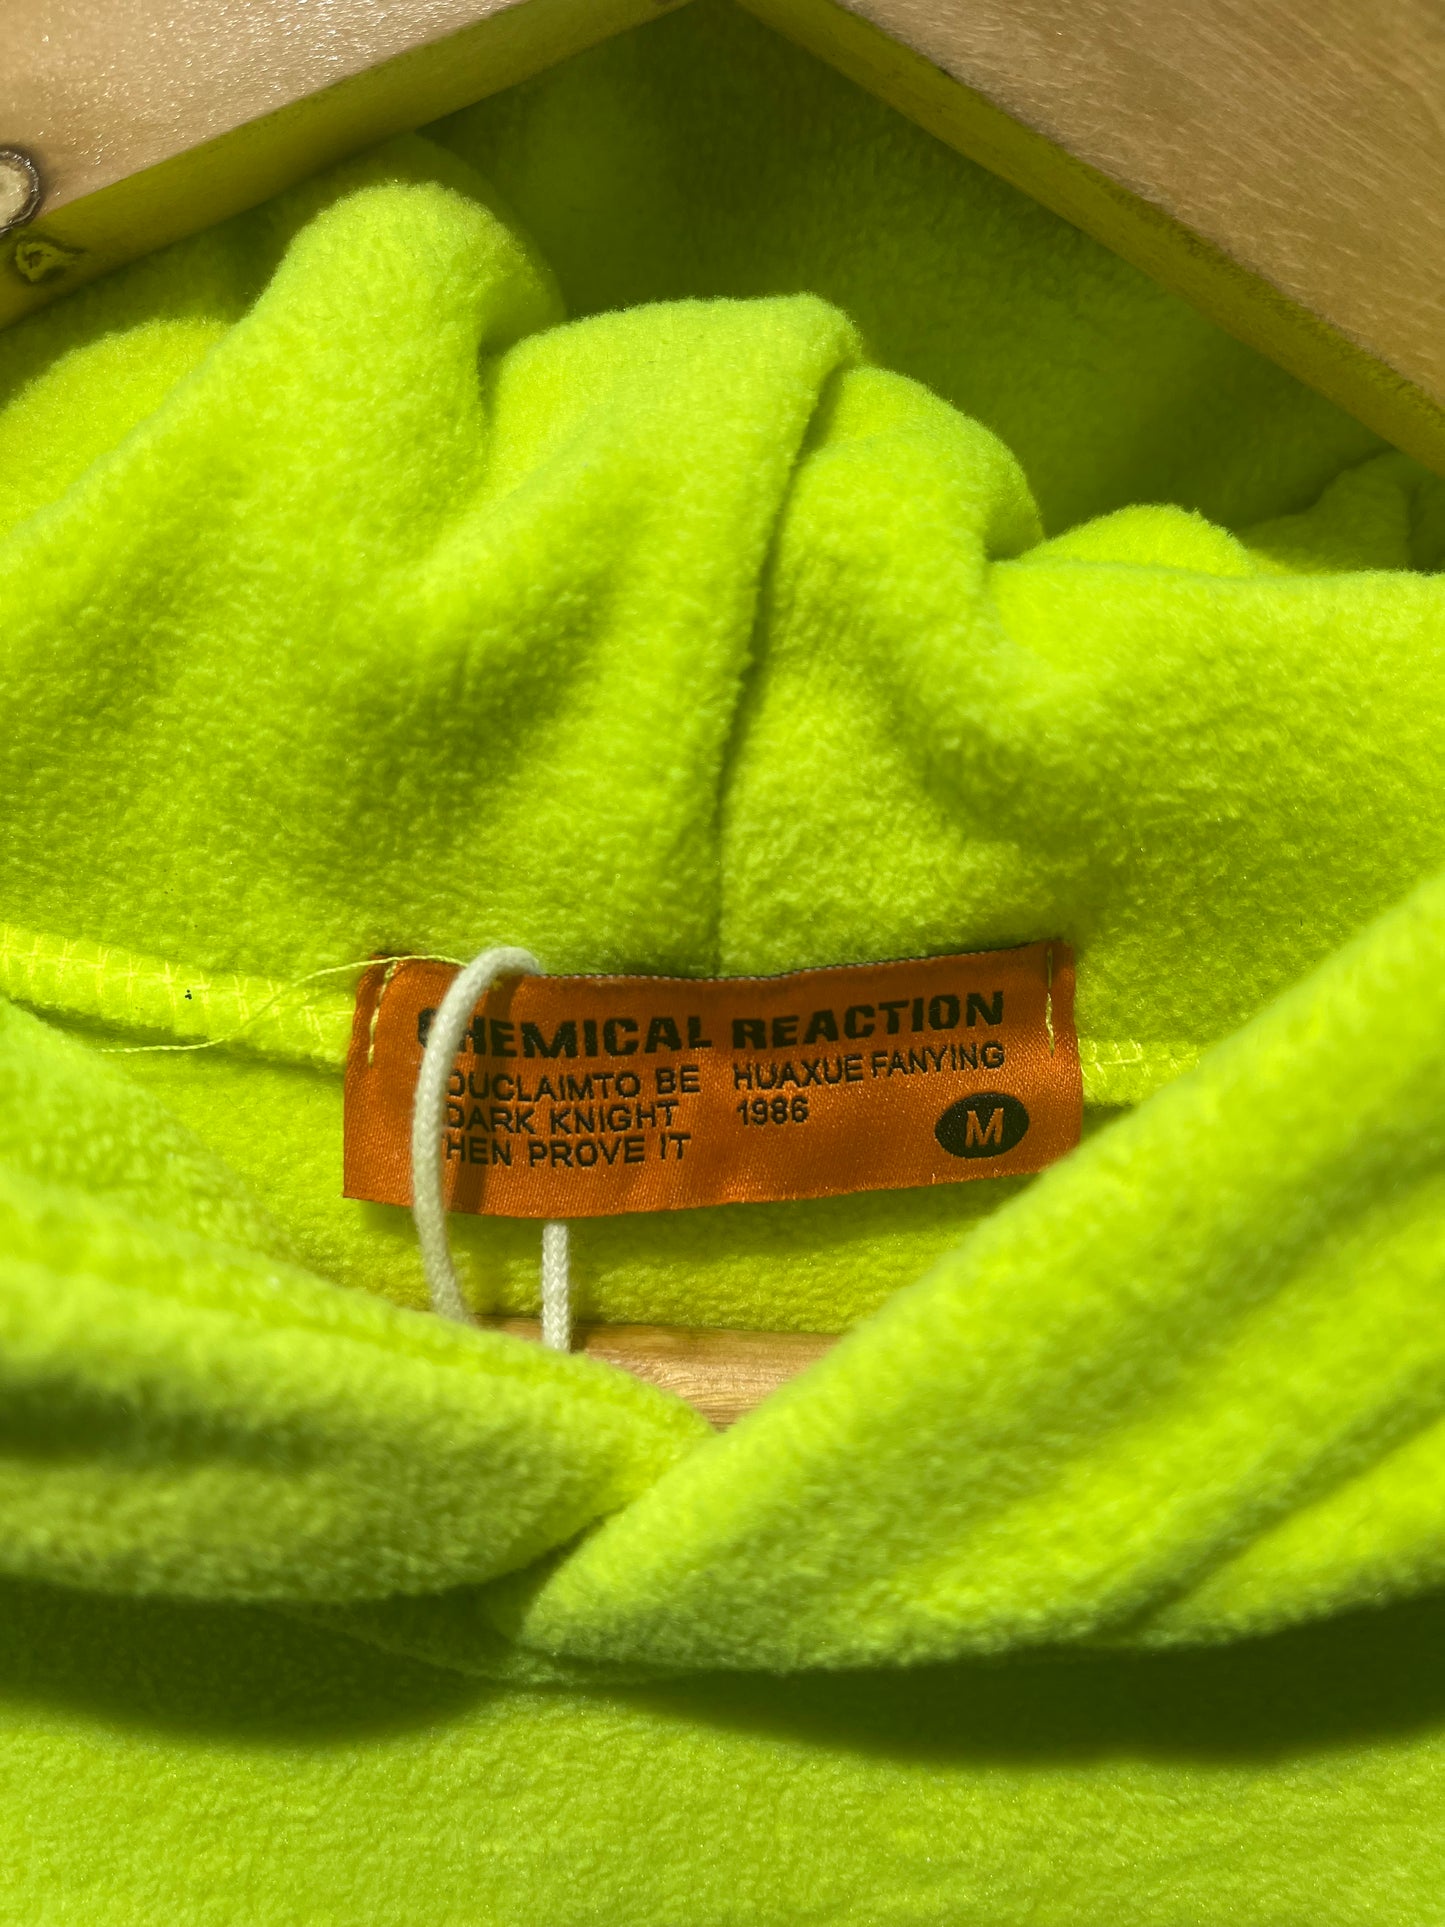 CHEMICAL REACTION
OUCLAIMTO BE
DARK KNIGHT
HEN PROVE IT
HUAXUE FANYING
1986
M